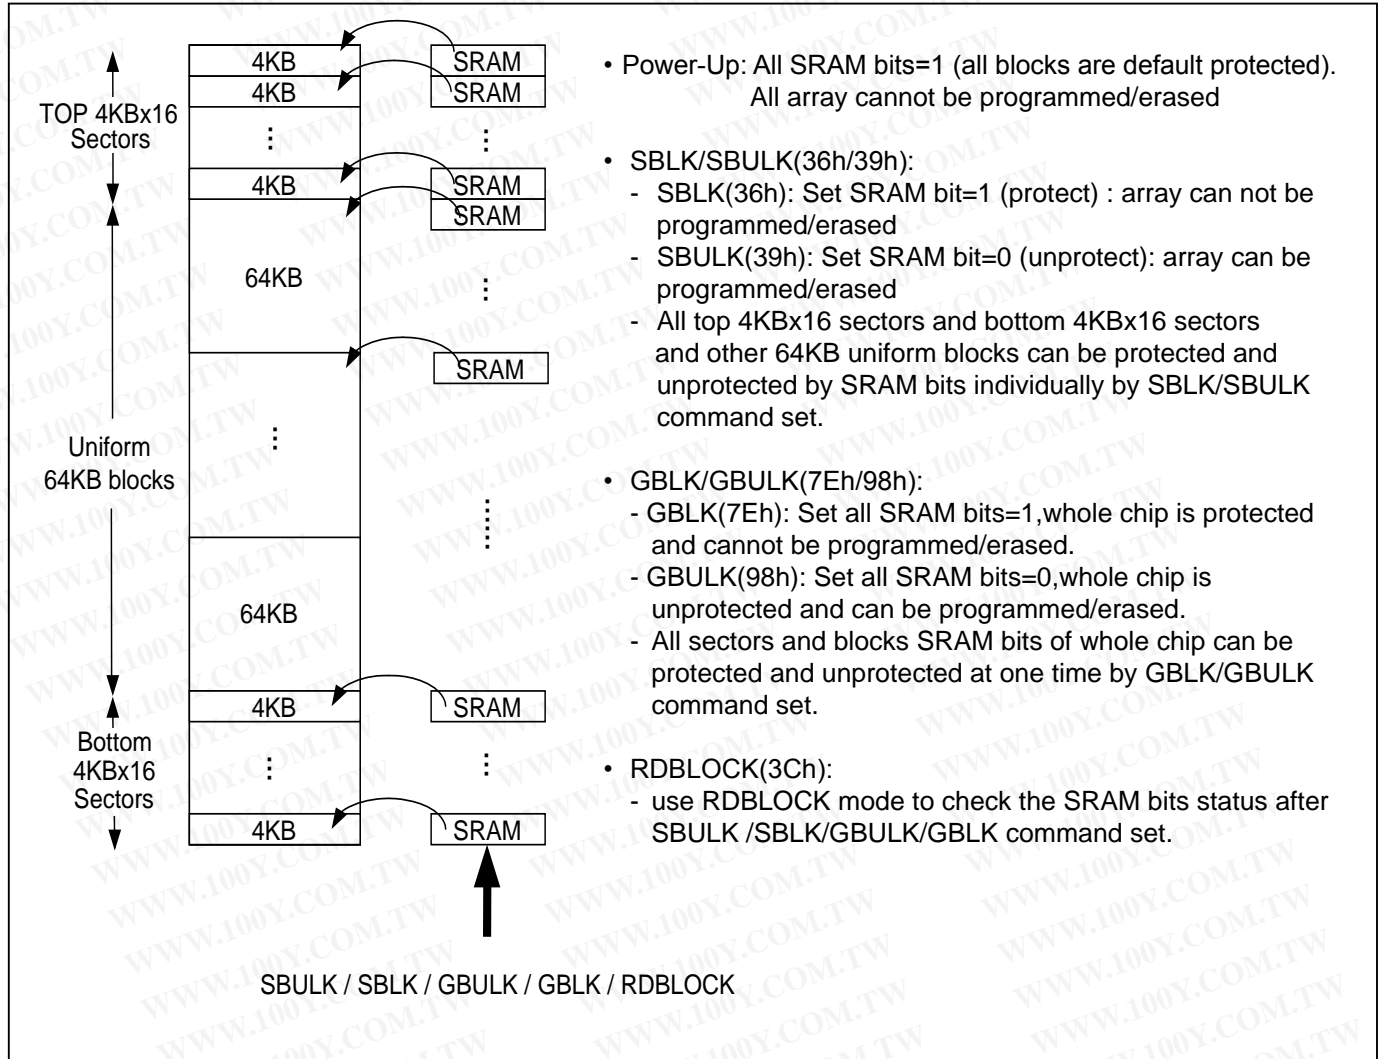 4KB
SRAM
4KB
SRAM
TOP 4KBx16
Sectors
4KB
SRAM
SRAM
64KB
SRAM
Uniform
64KB blocks
64KB
4KB
SRAM
Bottom
4KBx16
Sectors
4KB
SRAM
SBULK / SBLK / GBULK / GBLK / RDBLOCK
• Power-Up: All SRAM bits=1 (all blocks are default protected).
All array cannot be programmed/erased
• SBLK/SBULK(36h/39h):
- SBLK(36h): Set SRAM bit=1 (protect) : array can not be
programmed/erased
- SBULK(39h): Set SRAM bit=0 (unprotect): array can be
programmed/erased
- All top 4KBx16 sectors and bottom 4KBx16 sectors
and other 64KB uniform blocks can be protected and
unprotected by SRAM bits individually by SBLK/SBULK
command set.
• GBLK/GBULK(7Eh/98h):
- GBLK(7Eh): Set all SRAM bits=1,whole chip is protected
and cannot be programmed/erased.
- GBULK(98h): Set all SRAM bits=0,whole chip is
unprotected and can be programmed/erased.
- All sectors and blocks SRAM bits of whole chip can be
protected and unprotected at one time by GBLK/GBULK
command set.
• RDBLOCK(3Ch):
- use RDBLOCK mode to check the SRAM bits status after
SBULK /SBLK/GBULK/GBLK command set.
WWW.100Y.COM.TW